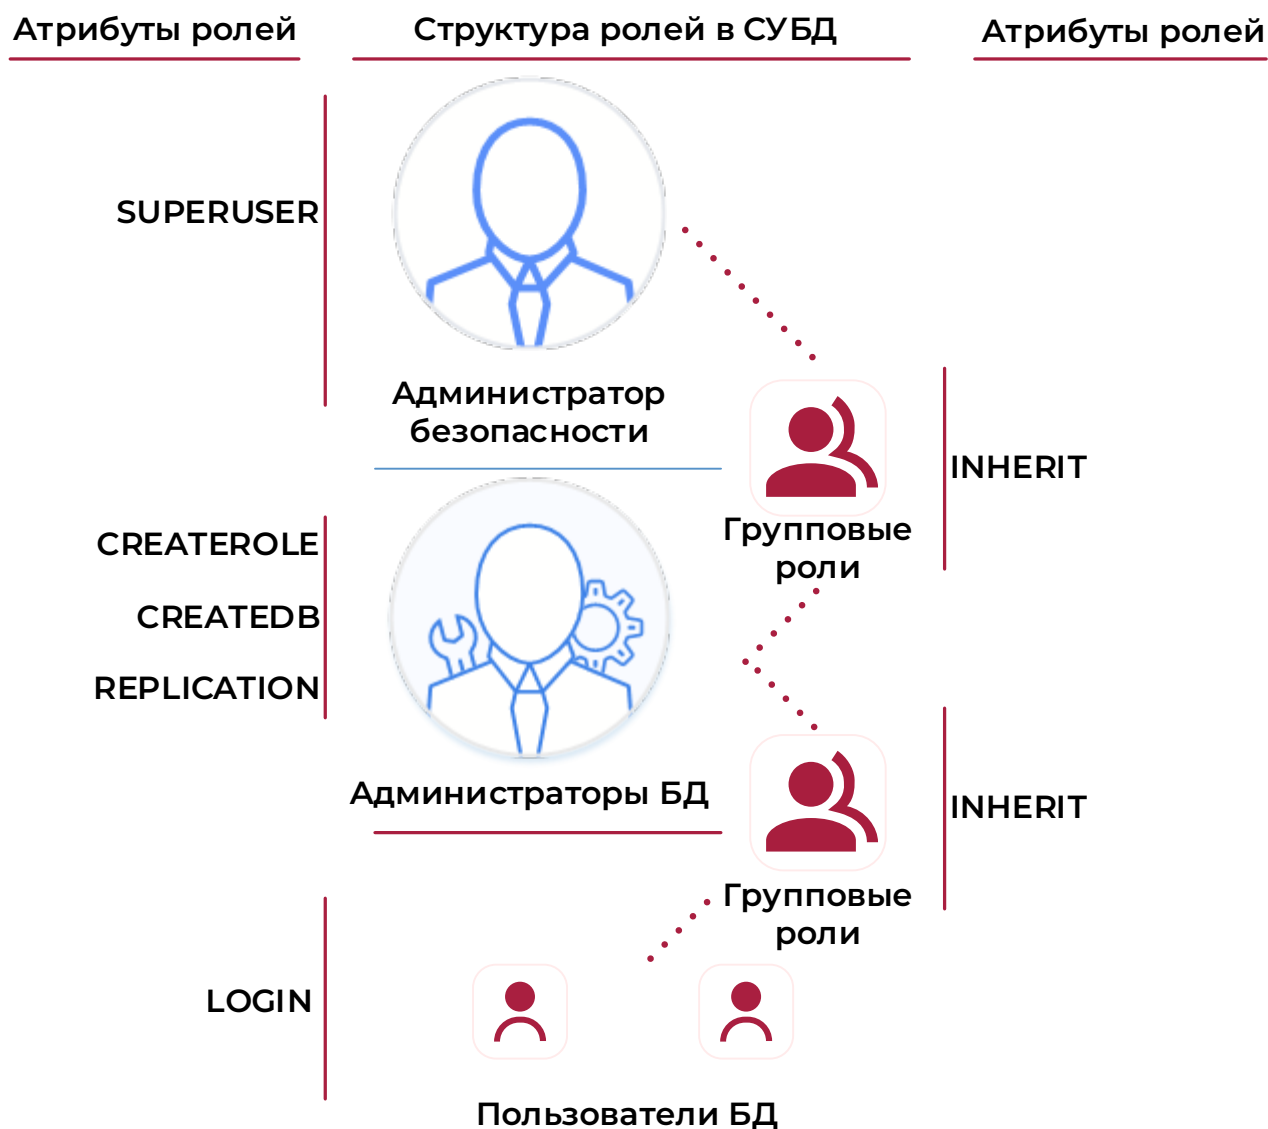 Атрибуты ролей
Структура ролей в СУБД
Атрибуты ролей
SUPERUSER
Администратор
безопасности
INHERIT
Групповые
роли
CREATEROLE
CREATEDB
REPLICATION
Администраторы БД
INHERIT
Групповые
роли
LOGIN
Пользователи БД